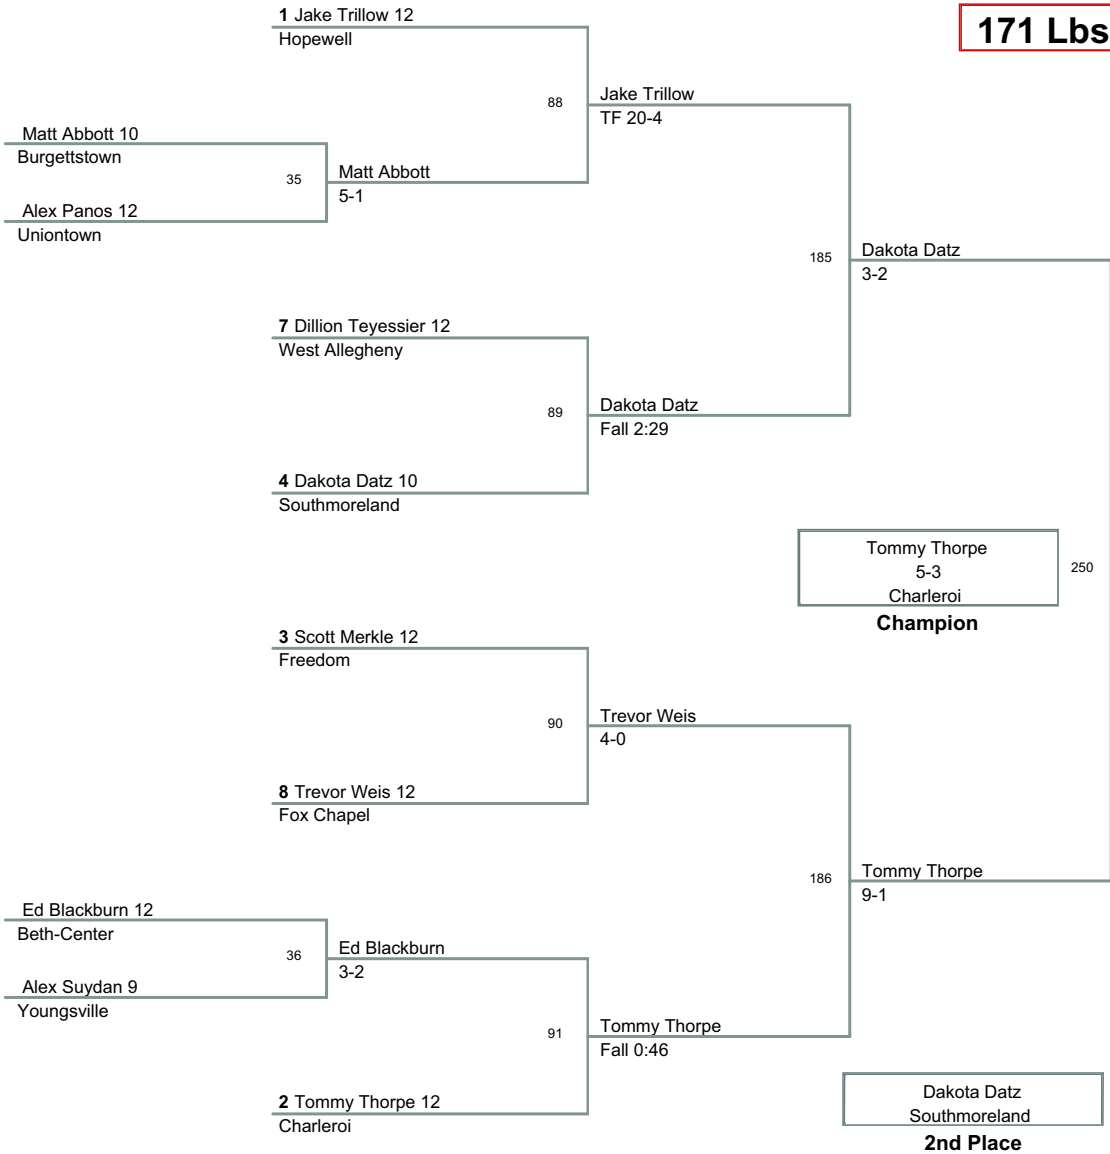 1 Jake Trillow 12
Hopewell
171 Lbs
88
Jake Trillow
TF 20-4
Matt Abbott 10
Burgettstown
35
Matt Abbott
5-1
Alex Panos 12
Uniontown
185
Dakota Datz
3-2
7 Dillion Teyessier 12
West Allegheny
89
Dakota Datz
Fall 2:29
4 Dakota Datz 10
Southmoreland
Tommy Thorpe
5-3
Charleroi
250
Champion
3 Scott Merkle 12
Freedom
90
Trevor Weis
4-0
8 Trevor Weis 12
Fox Chapel
186
Tommy Thorpe
9-1
Ed Blackburn 12
Beth-Center
36
Ed Blackburn
3-2
Alex Suydan 9
Youngsville
91
Tommy Thorpe
Fall 0:46
2 Tommy Thorpe 12
Charleroi
Dakota Datz
Southmoreland
2nd Place